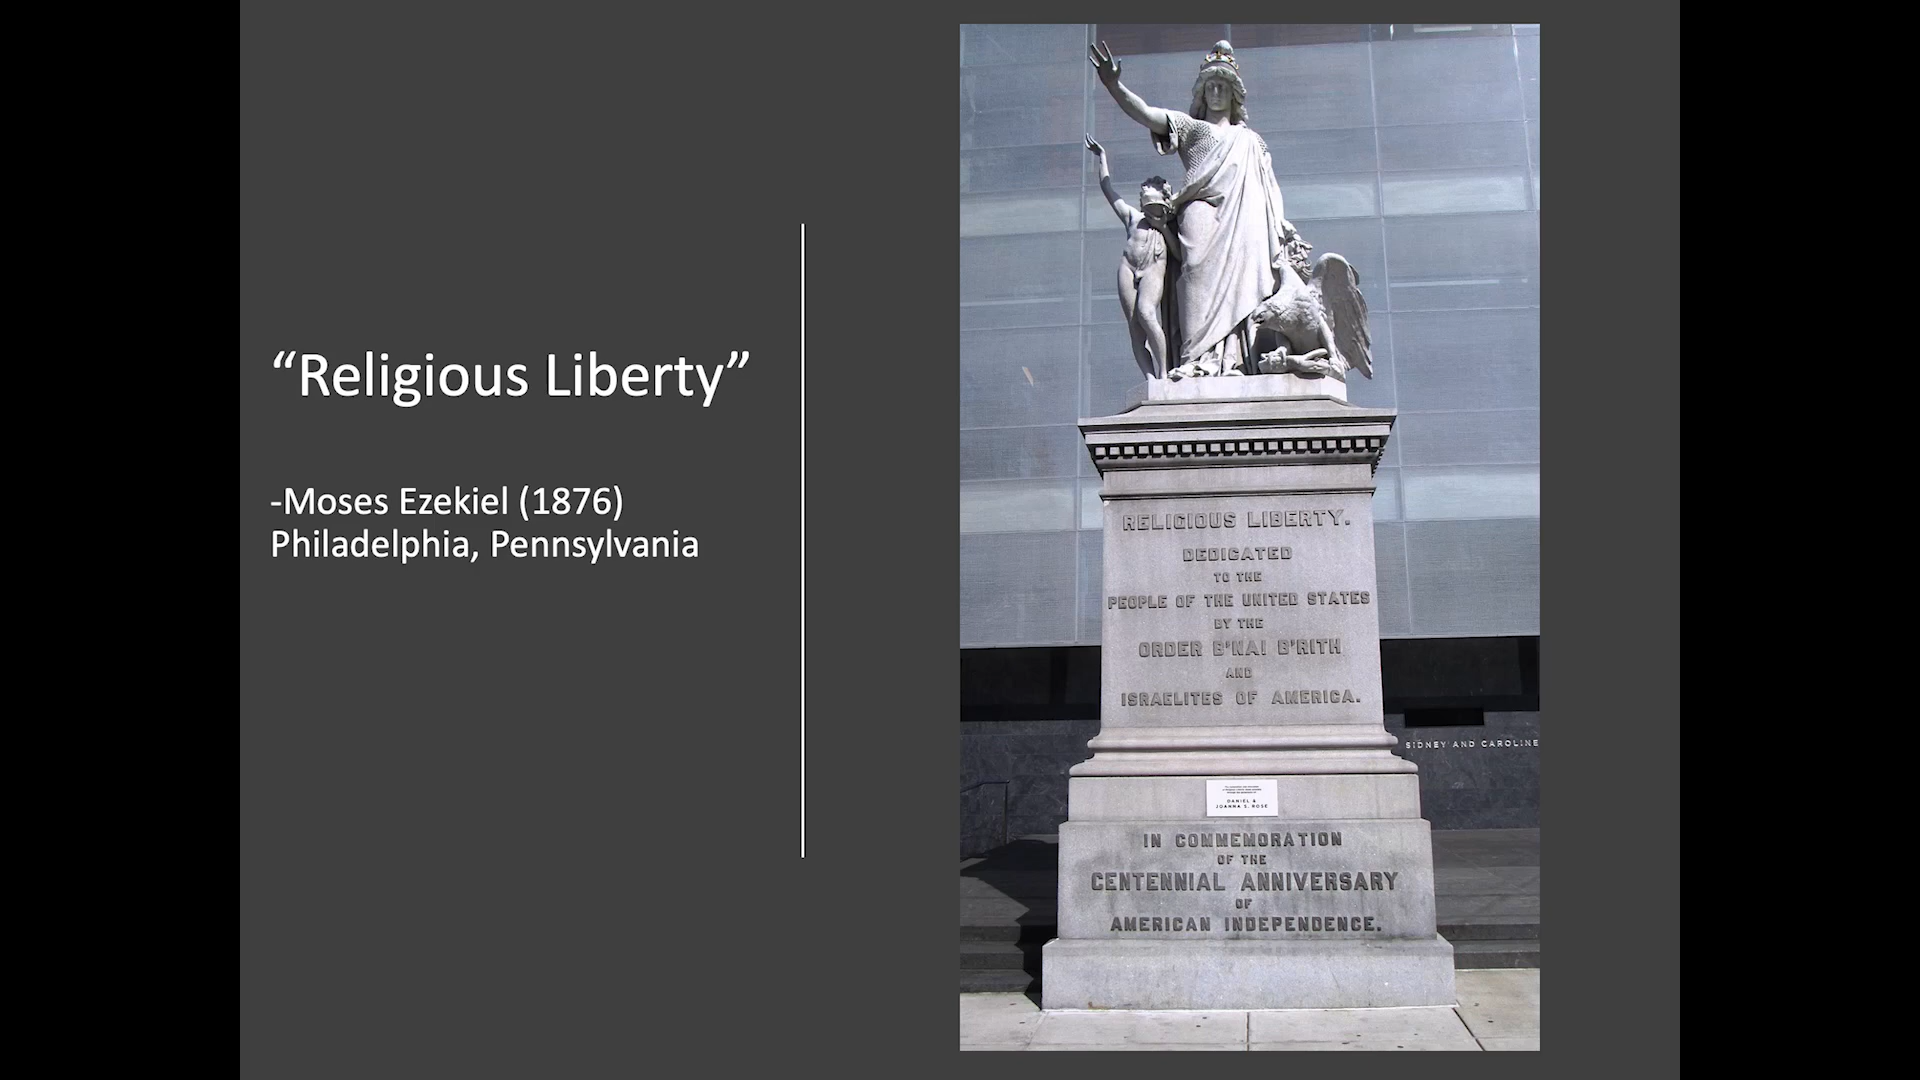 “Religious Liberty”
-Moses Ezekiel (1876)
Philadelphia, Pennsylvania
RELIGIOUS LIBERTY.
DEDICATED
TO THE
PEOPLE OF THE UNITED STATES
BY THE
ORDER B'NAI B'RITH
AND
ISRAELITES OF AMERICA.
SIDNEY AND CAROLINE
DANIEL &
JOANNA S. ROSE
IN COMMEMORATION
OF THE
CENTENNIAL ANNIVERSARY
OF
AMERICAN INDEPENDENCE.